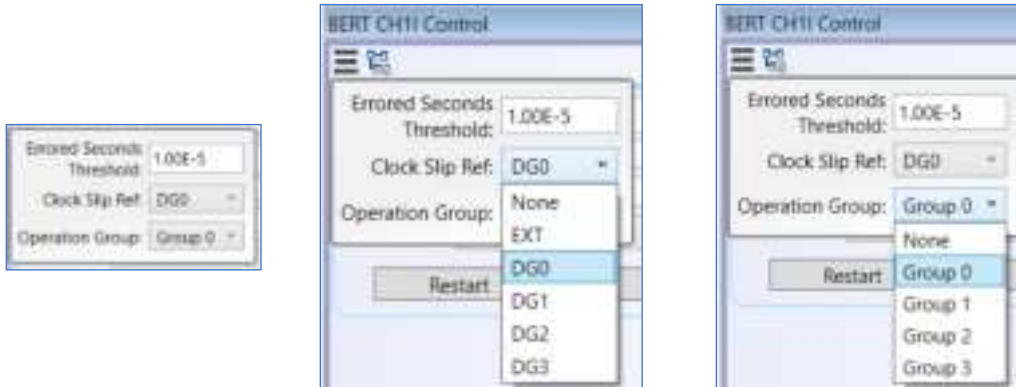 Errored Seconds
Threshold:
1.00E-5
Clock Slip Ref:
DG0
Operation Group:
Group 0
BERT CH1I Control
Errored Seconds
Threshold:
1.00E-5
Clock Slip Ref:
DG0
Operation Group:
None
EXT
DG0
DG1
DG2
DG3
Restart
BERT CH1I Control
Errored Seconds
Threshold:
1.00E-5
Clock Slip Ref:
DG0
Operation Group:
Group 0
None
Group 0
Group 1
Group 2
Group 3
Restart